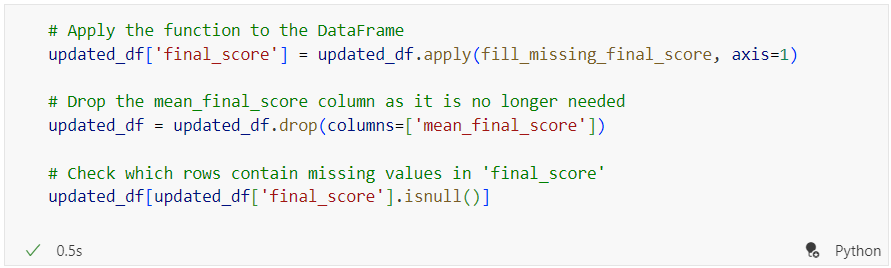 # Apply the function to the DataFrame
updated_df['final_score'] = updated_df.apply(fill_missing_final_score, axis=1)
# Drop the mean_final_score column as it is no longer needed
updated_df = updated_df.drop(columns=['mean_final_score'])
# Check which rows contain missing values in 'final_score'
updated_df[updated_df['final_score'].isnull()]
0.5s
Python